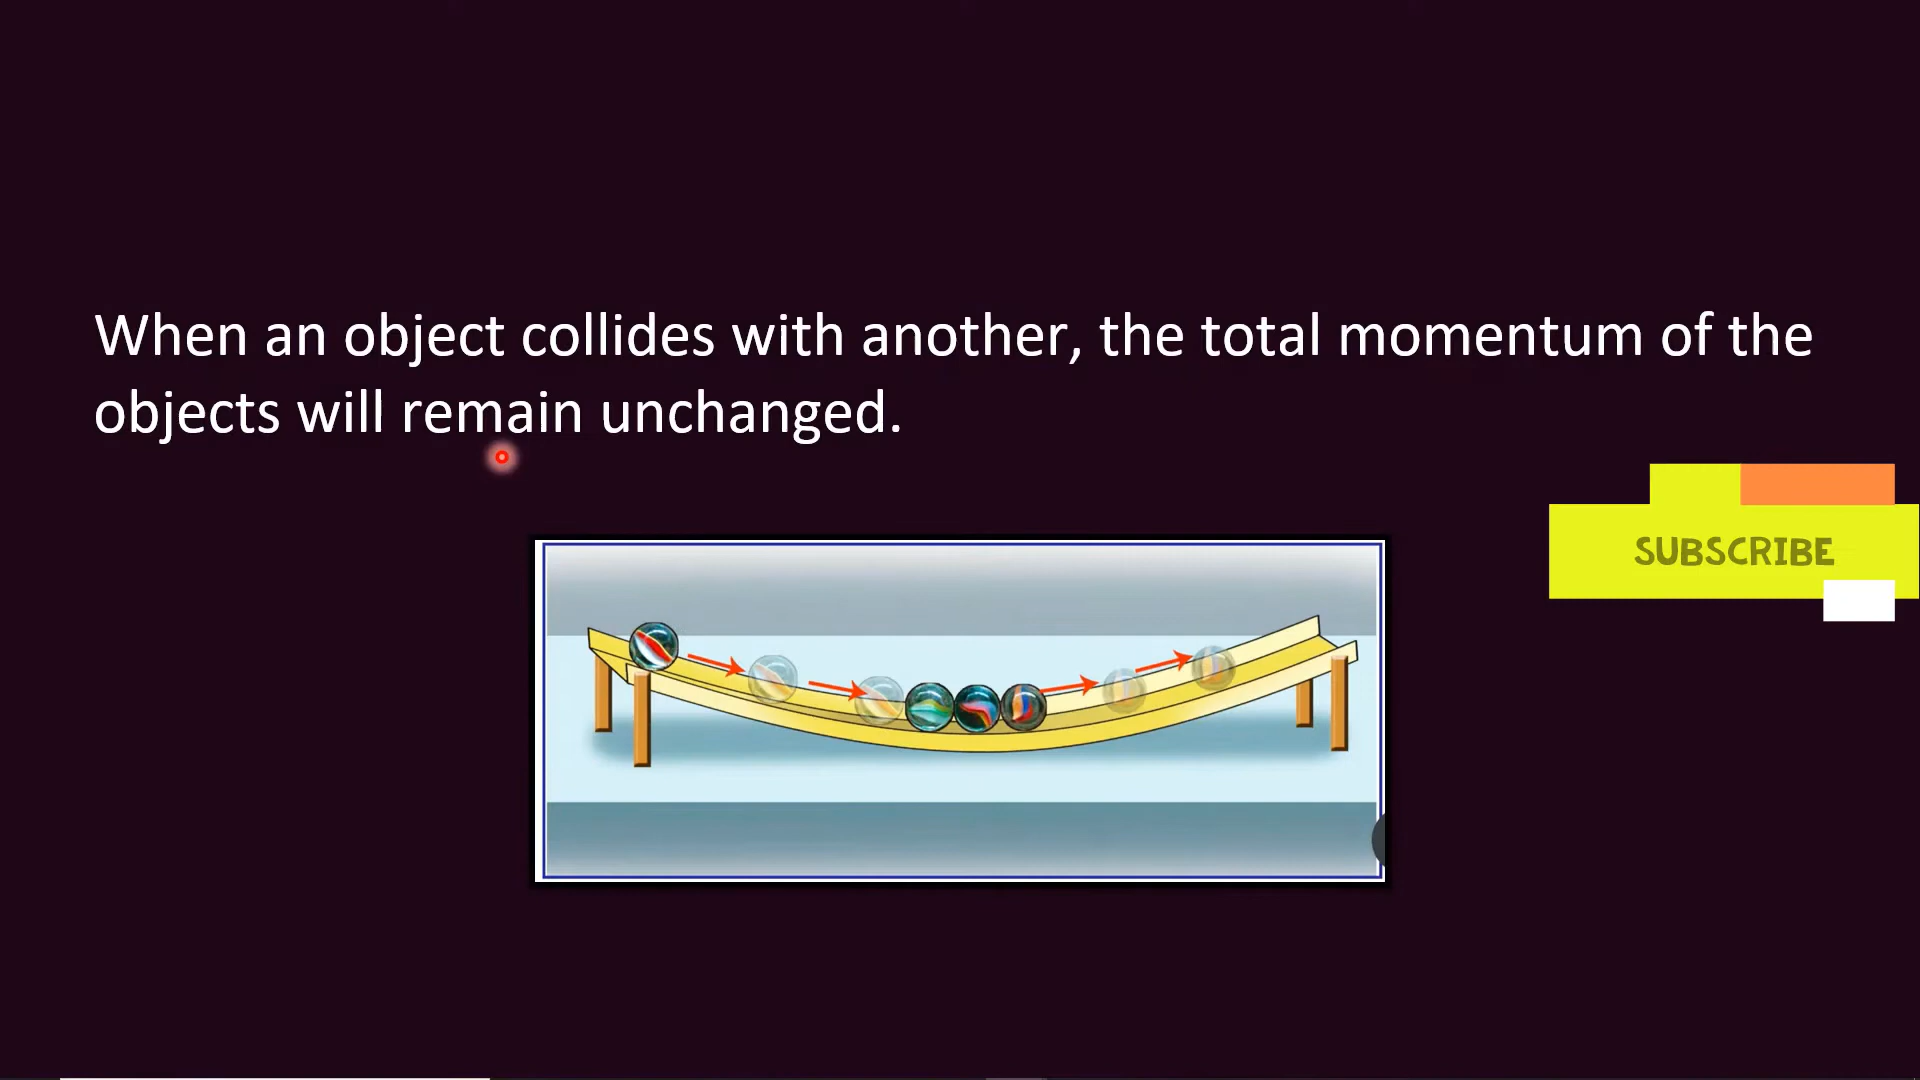 When an object collides with another, the total momentum of the
objects will remain unchanged.
SUBSCRIBE